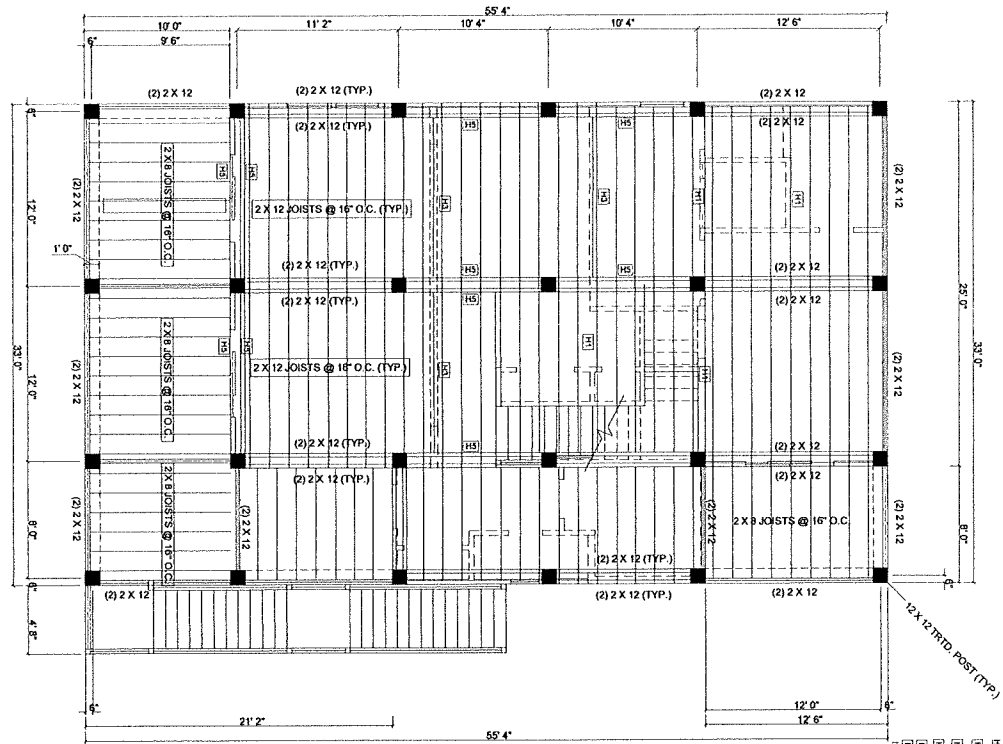 55' 4"
10' 0"
11' 2"
10' 4"
10' 4"
12' 6"
6"
9' 6"
(2) 2 X 12
(2) 2 X 12 (TYP.)
(2) 2 X 12
6"
(2) 2 X 12 (TYP.)
H5
H5
(2) 2 X 12
2 X 8 JOISTS @ 16" O.C.
H5
H5
(2) 2 X 12
12' 0"
(2) 2 X 12
2 X 12 JOISTS @ 16" O.C. (TYP.)
H3
H3
H1
H1
1' 0"
(2) 2 X 12 (TYP.)
H5
H5
(2) 2 X 12
25' 0"
(2) 2 X 12 (TYP.)
H5
(2) 2 X 12
33' 0"
33' 0"
2 X 8 JOISTS @ 16" O.C.
H5
H5
H1
12' 0"
(2) 2 X 12
2 X 12 JOISTS @ 16" O.C. (TYP.)
H3
H1
(2) 2 X 12
(2) 2 X 12 (TYP.)
H5
(2) 2 X 12
(2) 2 X 12 (TYP.)
(2) 2 X 12
8' 0"
(2) 2 X 12
2 X 8 JOISTS @ 16" O.C.
(2) 2 X 12
(2) 2 X 12
2 X 8 JOISTS @ 16" O.C.
(2) 2 X 12
8' 0"
(2) 2 X 12 (TYP.)
6"
(2) 2 X 12
(2) 2 X 12 (TYP.)
(2) 2 X 12
6"
4' 8"
12 X 12 TRTD. POST (TYP.)
6"
12' 0"
6"
21' 2"
12' 6"
55' 4"